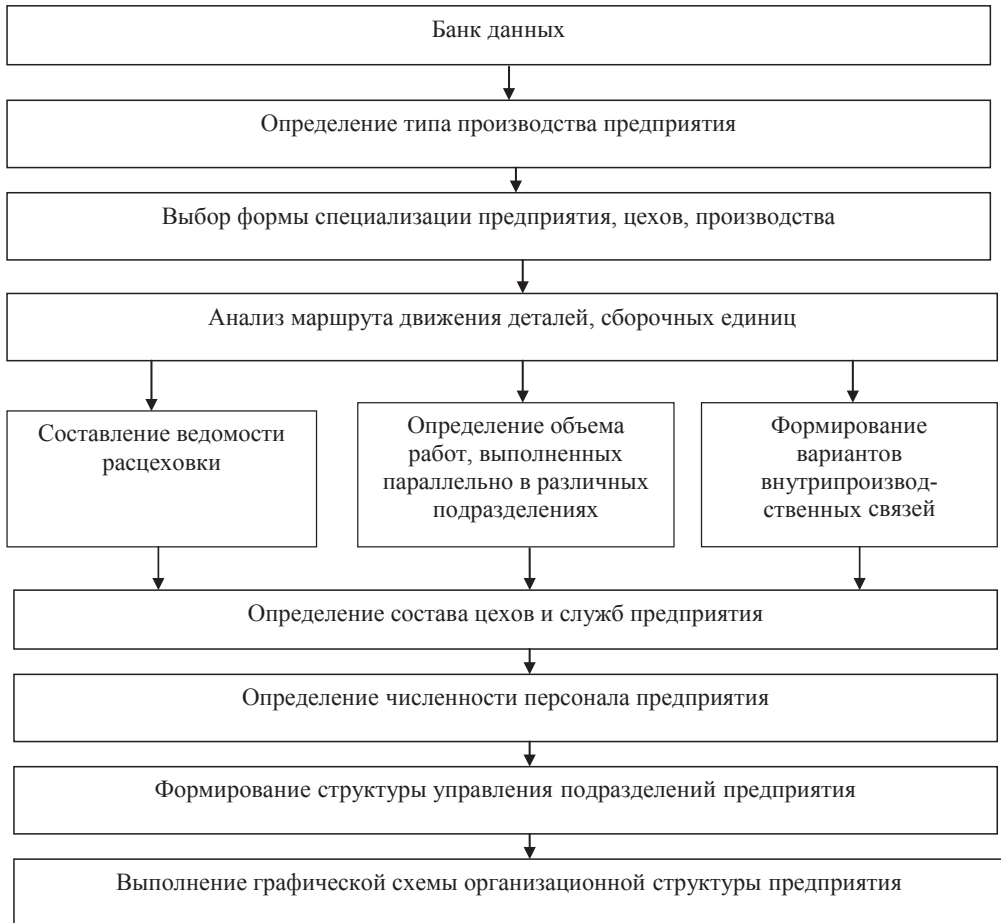 Банк данных
Определение типа производства предприятия
Выбор формы специализации предприятия, цехов, производства
Анализ маршрута движения деталей, сборочных единиц
Составление ведомости
расцеховки
Определение объема
работ, выполненных
параллельно в различных
подразделениях
Формирование
вариантов
внутрипроизвод-
ственных связей
Определение состава цехов и служб предприятия
Определение численности персонала предприятия
Формирование структуры управления подразделений предприятия
Выполнение графической схемы организационной структуры предприятия